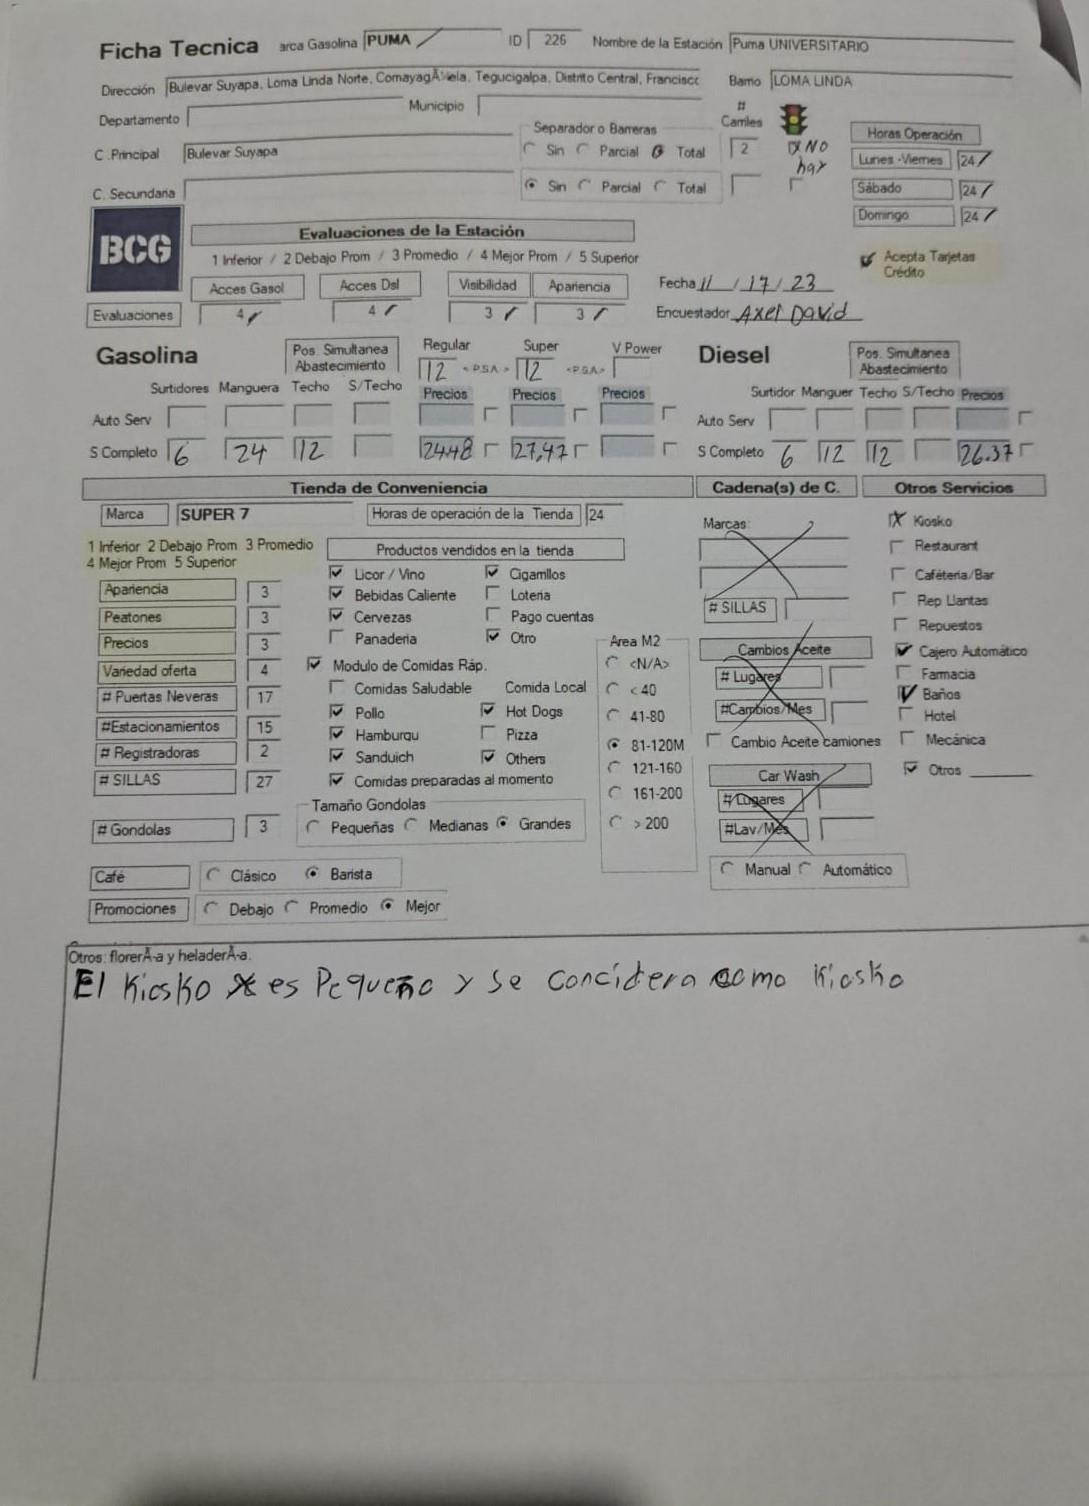 Ficha Tecnica arca Gasolina PUMA ID 226 Nombre de la Estación Puma UNIVERSITARIO
Dirección Bulevar Suyapa, Loma Linda Norte, ComayagÃ¼ela, Tegucigalpa, Distrito Central, Francisco Barrio LOMA LINDA
Departamento Municipio # Carriles
Separador o Barreras Horas Operación
C .Principal Bulevar Suyapa Sin Parcial Total 2 NO hay Lunes -Viernes 24
C. Secundaria Sin Parcial Total Sábado 24
Domingo 24
BCG Evaluaciones de la Estación
1 Inferior / 2 Debajo Prom / 3 Promedio / 4 Mejor Prom / 5 Superior Acepta Tarjetas Crédito
Acces Gasol Acces Dsl Visibilidad Apariencia Fecha 11 / 17 / 23
Evaluaciones 4 4 3 3 Encuestador Axel David
Gasolina Pos. Simultanea Abastecimiento Regular Super V Power Diesel Pos. Simultanea Abastecimiento
12 < P.S.A. > 12 <P.S.A>
Surtidores Manguera Techo S/Techo Precios Precios Precios Surtidor Manguer Techo S/Techo Precios
Auto Serv Auto Serv
S Completo 6 24 12 24.48 27,47 S Completo 6 12 12 26.37
Tienda de Conveniencia Cadena(s) de C. Otros Servicios
Marca SUPER 7 Horas de operación de la Tienda 24 Marcas: Kiosko
1 Inferior 2 Debajo Prom 3 Promedio
4 Mejor Prom 5 Superior Productos vendidos en la tienda Restaurant
Apariencia 3 Licor / Vino Cigarrillos Cafétería/Bar
Bebidas Caliente Loteria # SILLAS Rep Llantas
Peatones 3 Cervezas Pago cuentas Repuestos
Precios 3 Panaderia Otro Area M2 Cambios Aceite Cajero Automático
Variedad oferta 4 Modulo de Comidas Ráp. <N/A> # Lugares Farmacia
# Puertas Neveras 17 Comidas Saludable Comida Local < 40 Baños
#Estacionamientos 15 Pollo Hot Dogs 41-80 #Cambios/Mes Hotel
# Registradoras 2 Hamburgu Pizza 81-120M Cambio Aceite camiones Mecánica
# SILLAS 27 Sanduich Others 121-160 Car Wash Otros
Comidas preparadas al momento 161-200 # Lugares
Tamaño Gondolas
# Gondolas 3 Pequeñas Medianas Grandes > 200 #Lav/Mes
Café Clásico Barista Manual Automático
Promociones Debajo Promedio Mejor
Otros: florerÃ-a y heladerÃ-a.
El Kiosko es Pequeño y se concidera como Kiosko